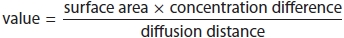 value = surface area × concentration difference
diffusion distance